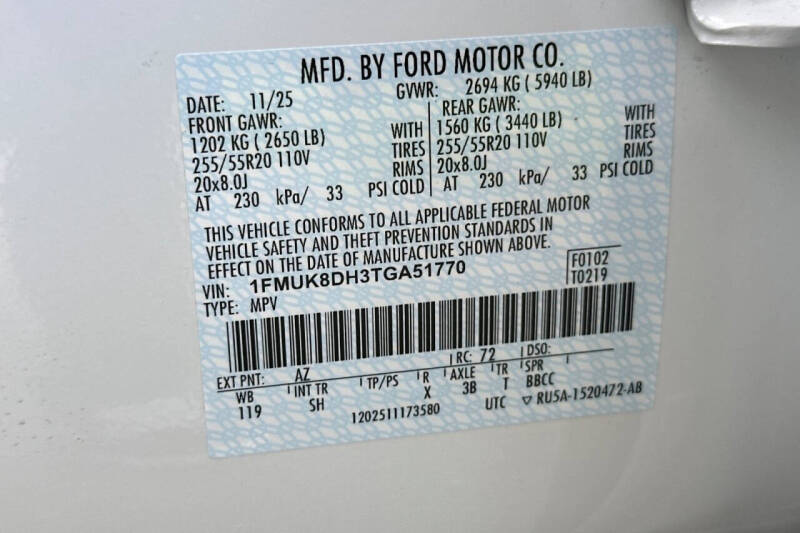 MFD. BY FORD MOTOR CO.
DATE: 11/25 GVWR: 2694 KG ( 5940 LB)
FRONT GAWR: REAR GAWR:
1202 KG ( 2650 LB) WITH 1560 KG ( 3440 LB) WITH
255/55R20 110V TIRES 255/55R20 110V TIRES
20x8.0J RIMS 20x8.0J RIMS
AT 230 kPa/ 33 PSI COLD AT 230 kPa/ 33 PSI COLD
THIS VEHICLE CONFORMS TO ALL APPLICABLE FEDERAL MOTOR
VEHICLE SAFETY AND THEFT PREVENTION STANDARDS IN
EFFECT ON THE DATE OF MANUFACTURE SHOWN ABOVE.
VIN: 1FMUK8DH3TGA51770 F0102
TYPE: MPV T0219
EXT PNT: AZ RC: 72 DSO:
WB INT TR TP/PS R AXLE TR SPR
119 SH X 3B T BBCC
1202511173580 UTC ▽ RU5A-1520472-AB